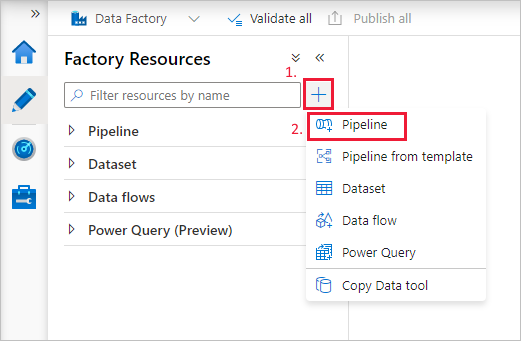 »
Data Factory
Validate all
Publish all
Factory Resources
«
1.
Filter resources by name
+
2.
Pipeline
Dataset
Data flows
Power Query (Preview)
Pipeline
Pipeline from template
Dataset
Data flow
Power Query
Copy Data tool